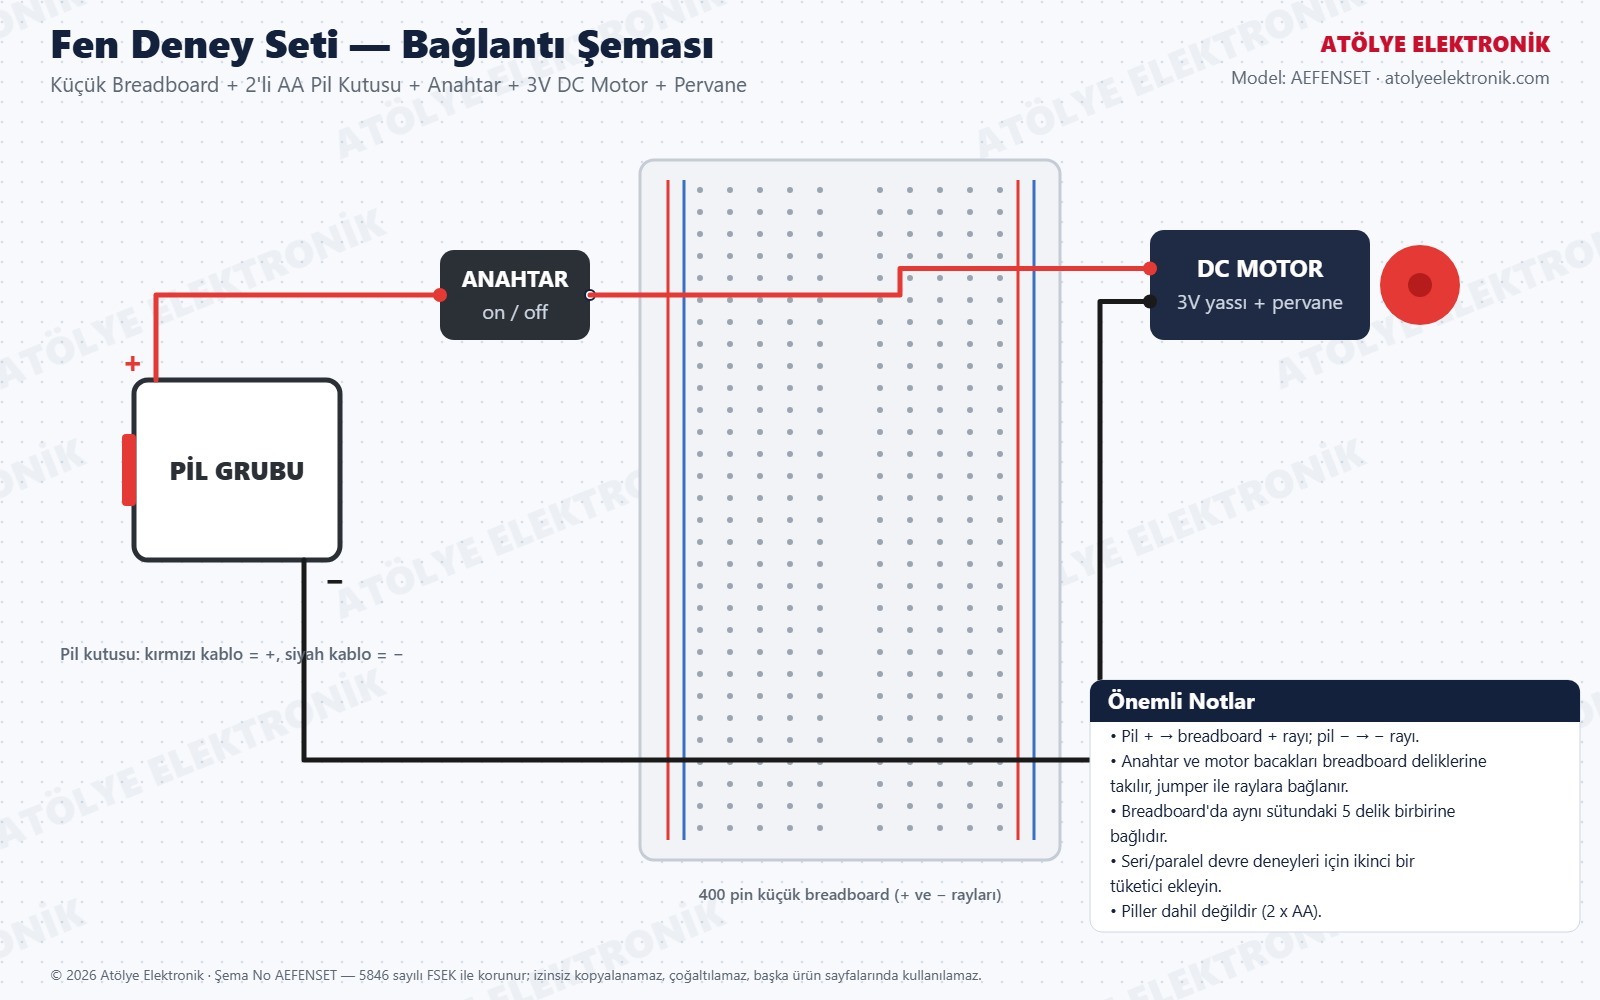 Fen Deney Seti — Bağlantı Şeması
Küçük Breadboard + 2'li AA Pil Kutusu + Anahtar + 3V DC Motor + Pervane
ATÖLYE ELEKTRONİK
Model: AEFENSET · atolyeelektronik.com
ANAHTAR
on / off
DC MOTOR
3V yassı + pervane
+
PİL GRUBU
−
Pil kutusu: kırmızı kablo = +, siyah kablo = −
Önemli Notlar
• Pil + → breadboard + rayı; pil − → − rayı.
• Anahtar ve motor bacakları breadboard deliklerine
takılır, jumper ile raylara bağlanır.
• Breadboard'da aynı sütundaki 5 delik birbirine
bağlıdır.
• Seri/paralel devre deneyleri için ikinci bir
tüketici ekleyin.
• Piller dahil değildir (2 x AA).
400 pin küçük breadboard (+ ve − rayları)
© 2026 Atölye Elektronik · Şema No AEFENSET — 5846 sayılı FSEK ile korunur; izinsiz kopyalanamaz, çoğaltılamaz, başka ürün sayfalarında kullanılamaz.